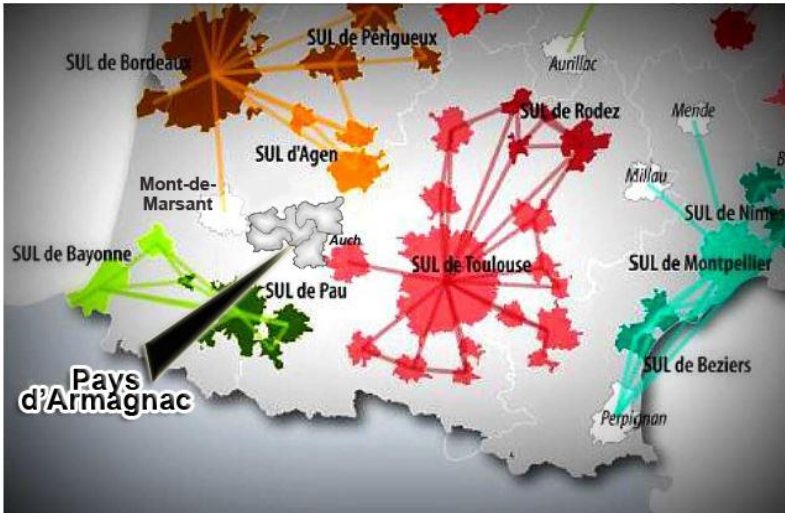 SUL de Périgueux
SUL de Bordeaux
Aurillac
SUL de Rodez
Mende
SUL d'Agen
Millau
Mont-de-
Marsant
SUL de Nimes
Auch
SUL de Bayonne
SUL de Toulouse
SUL de Montpellier
SUL de Pau
SUL de Beziers
Pays
d'Armagnac
Perpignan